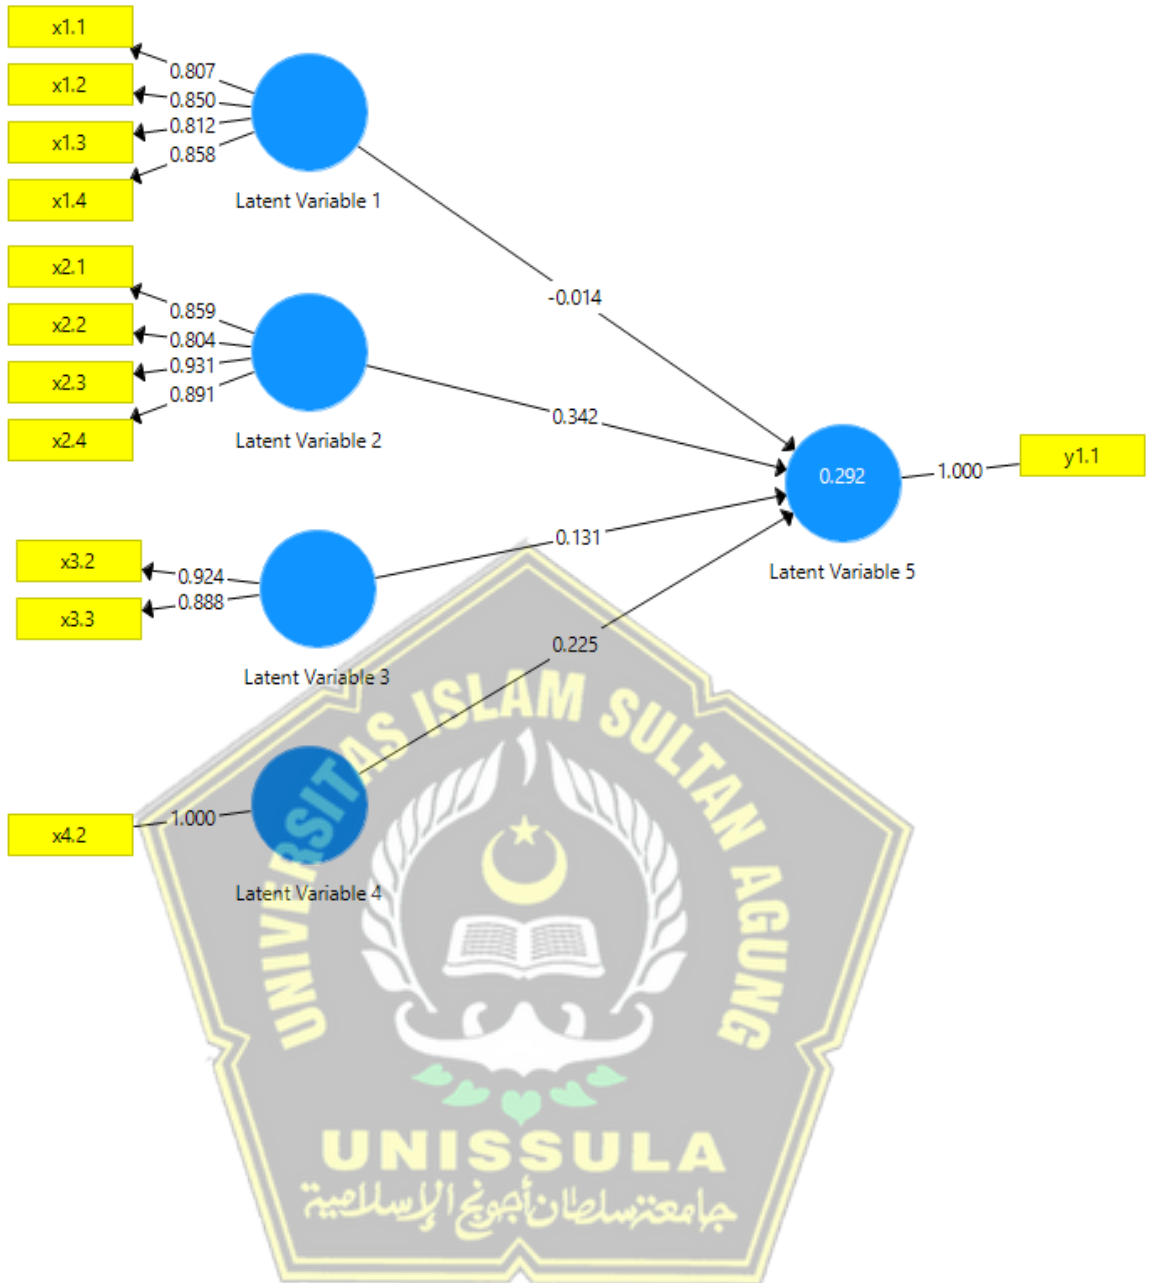 x1.1
0.807
x1.2
0.850
0.812
x1.3
0.858
x1.4
Latent Variable 1
x2.1
-0.014
0.859
x2.2
0.804
0.931
x2.3
0.891
0.342
x2.4
Latent Variable 2
0.292
1.000
y1.1
0.131
x3.2
0.924
0.888
x3.3
Latent Variable 5
0.225
Latent Variable 3
1.000
x4.2
Latent Variable 4
UNIVERSITAS ISLAM SULTAN AGUNG
UNISSULA
جامعة سلطان أجونج الإسلامية